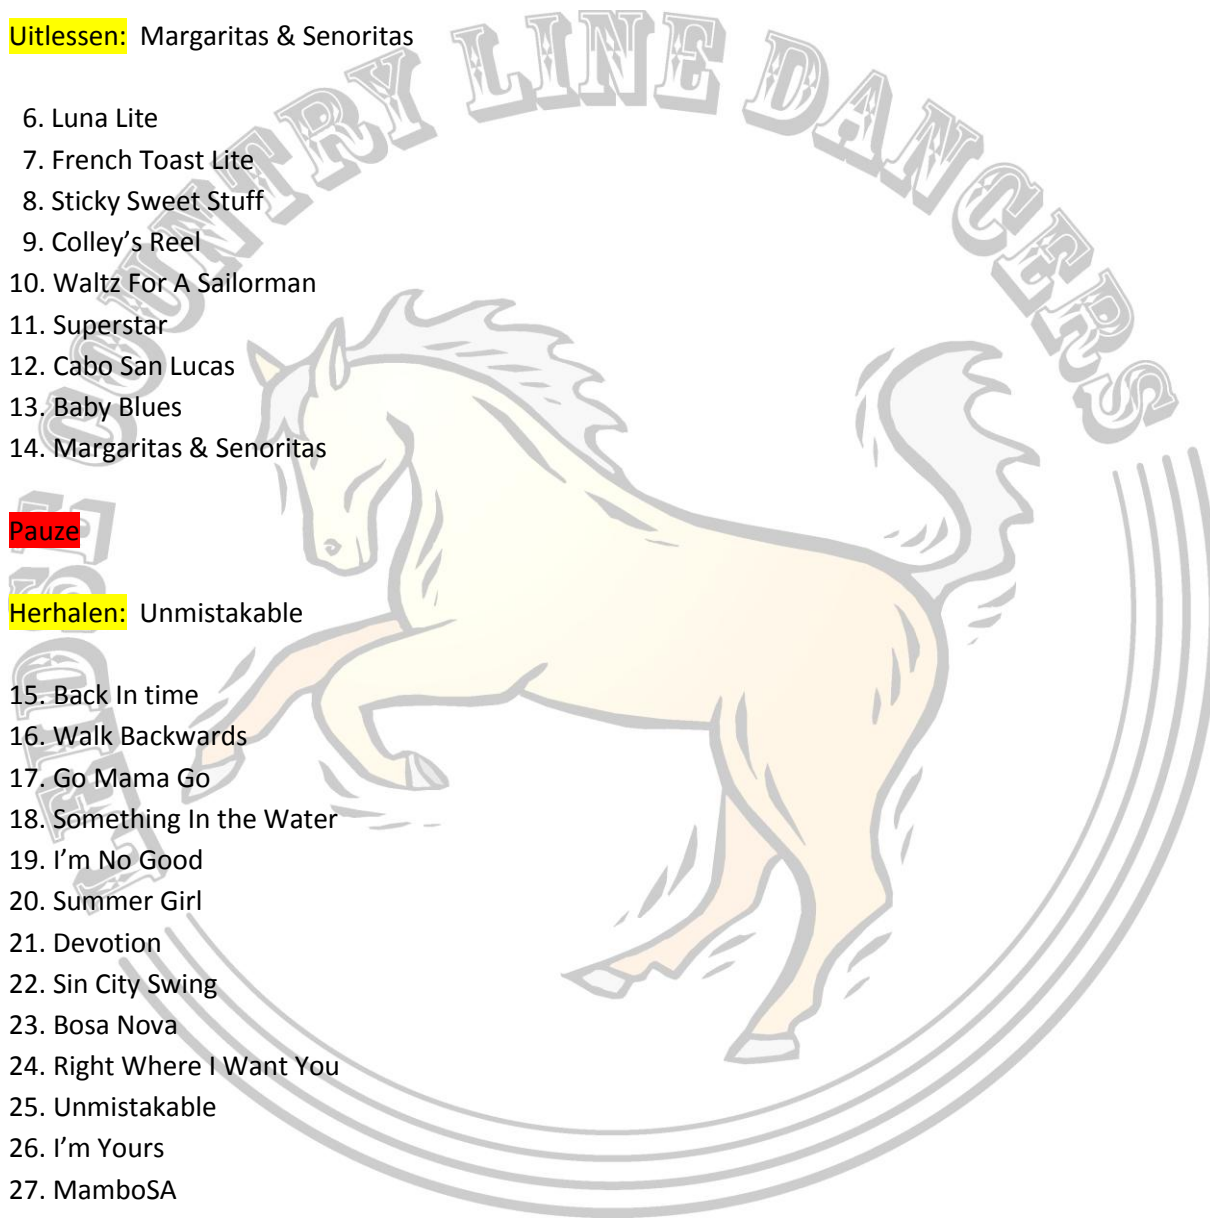 Uitlessen: Margaritas & Senoritas
6. Luna Lite
7. French Toast Lite
8. Sticky Sweet Stuff
9. Colley’s Reel
10. Waltz For A Sailorman
11. Superstar
12. Cabo San Lucas
13. Baby Blues
14. Margaritas & Senoritas
Pauze
Herhalen: Unmistakable
15. Back In time
16. Walk Backwards
17. Go Mama Go
18. Something In the Water
19. I’m No Good
20. Summer Girl
21. Devotion
22. Sin City Swing
23. Bosa Nova
24. Right Where I Want You
25. Unmistakable
26. I’m Yours
27. MamboSA
COUNTRY LINE DANCERS